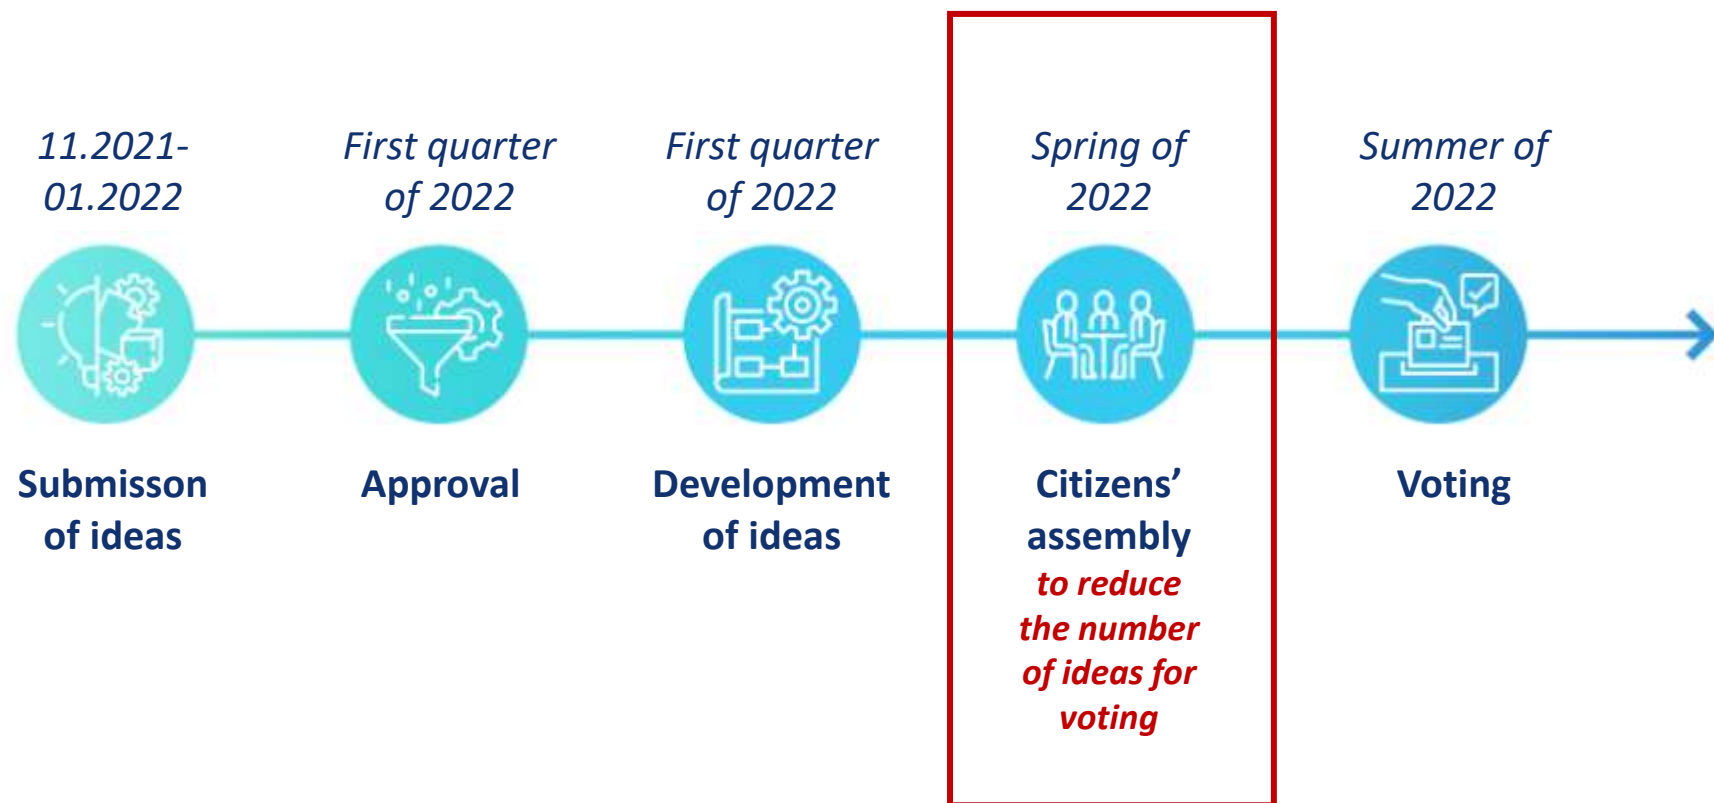 11.2021-
01.2022
First quarter
of 2022
First quarter
of 2022
Spring of
2022
Summer of
2022
Submisson
of ideas
Approval
Development
of ideas
Citizens’
assembly
to reduce
the number
of ideas for
voting
Voting